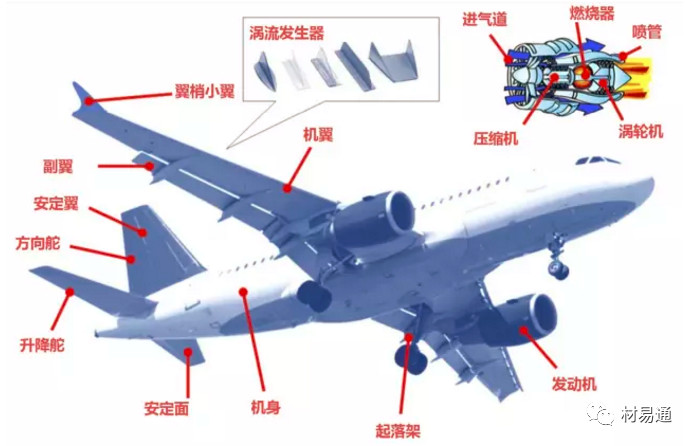 涡流发生器
进气道
燃烧器
喷管
翼梢小翼
压缩机
涡轮机
机翼
副翼
安定翼
方向舵
升降舵
安定面
机身
起落架
发动机
材易通